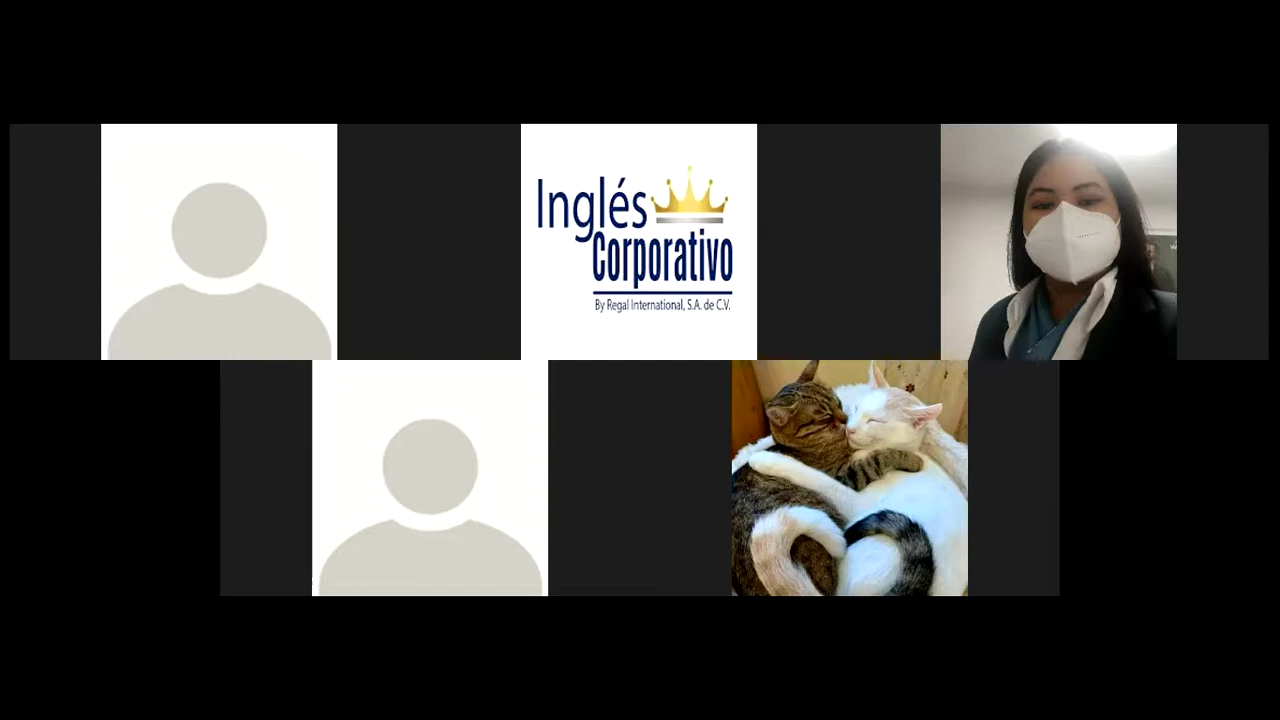 Inglés
Corporativo
By Regal International, S.A. de C.V.